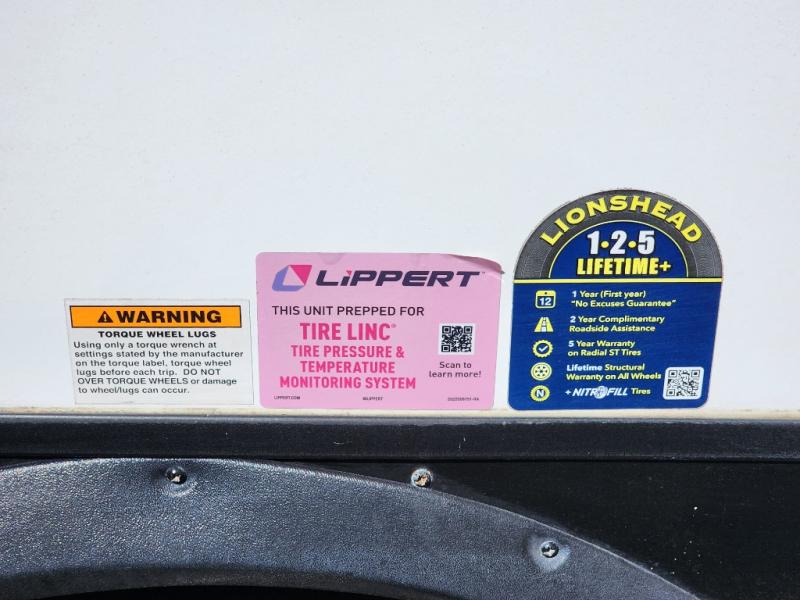 WARNING
TORQUE WHEEL LUGS
Using only a torque wrench at
settings stated by the manufacturer
on the torque label, torque wheel
lugs before each trip. DO NOT
OVER TORQUE WHEELS or damage
to wheel/lugs can occur.
LIPPERT
THIS UNIT PREPPED FOR
TIRE LINC®
TIRE PRESSURE &
TEMPERATURE
MONITORING SYSTEM
Scan to
learn more!
LIPPERT.COM
LIONSHEAD
1·2·5
LIFETIME+
12
1 Year (First year)
"No Excuses Guarantee"
2 Year Complimentary
Roadside Assistance
5 Year Warranty
on Radial ST Tires
Lifetime Structural
Warranty on All Wheels
N
+ NITROFILL Tires